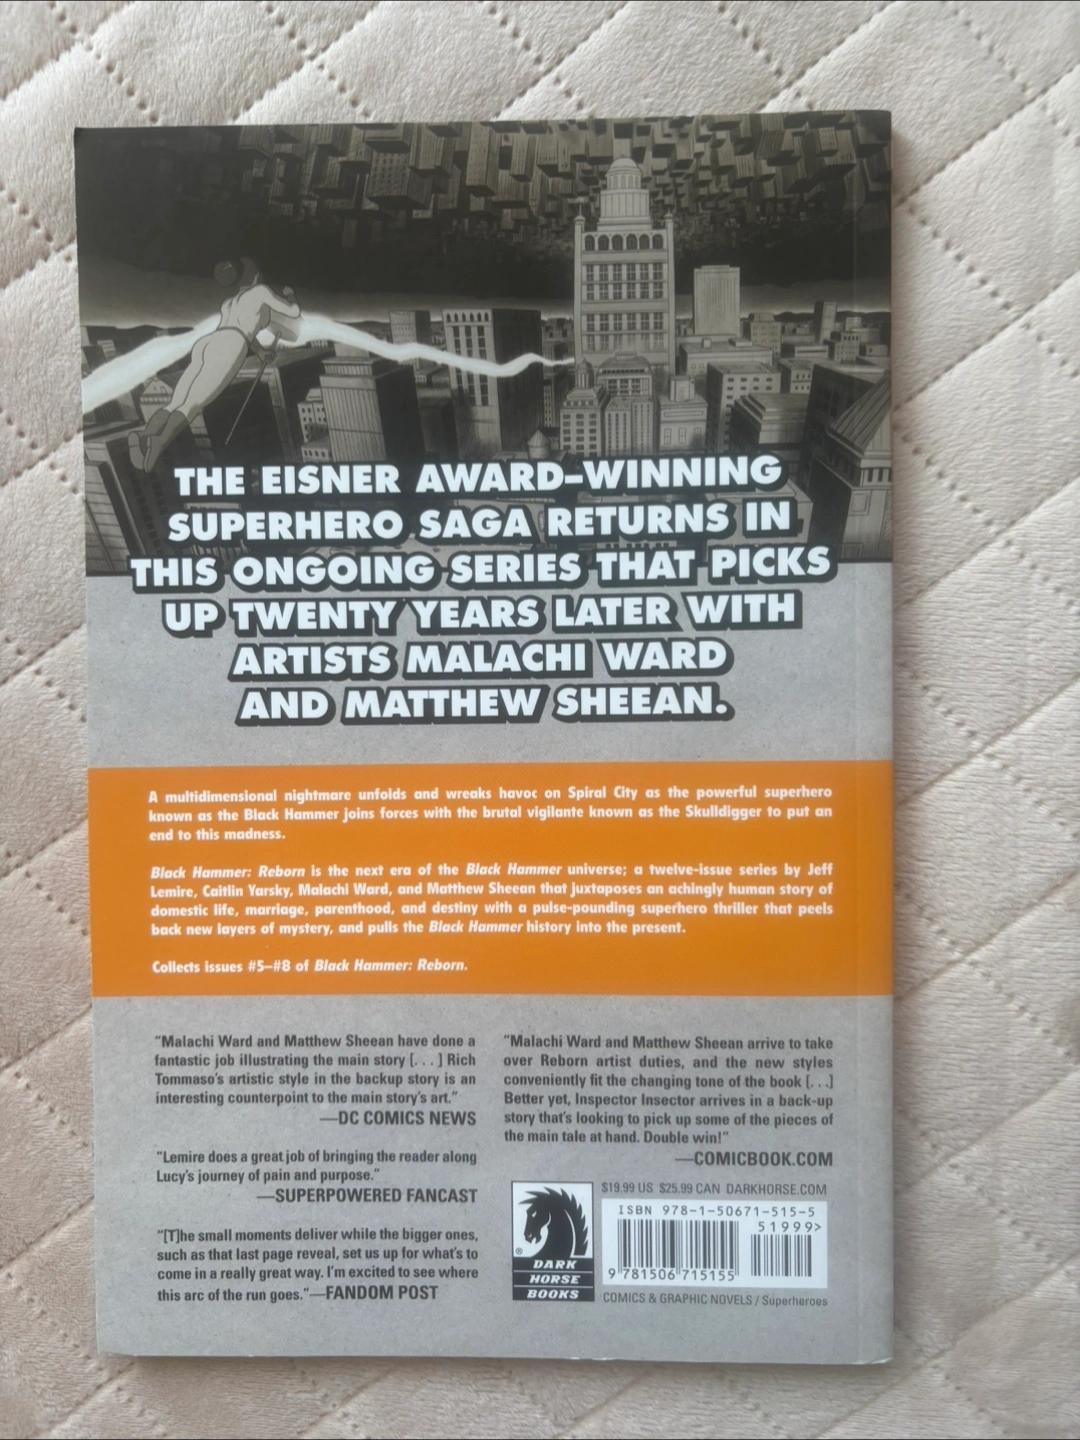 THE EISNER AWARD–WINNING
SUPERHERO SAGA RETURNS IN
THIS ONGOING SERIES THAT PICKS
UP TWENTY YEARS LATER WITH
ARTISTS MALACHI WARD
AND MATTHEW SHEEAN.
A multidimensional nightmare unfolds and wreaks havoc on Spiral City as the powerful superhero
known as the Black Hammer joins forces with the brutal vigilante known as the Skulldigger to put an
end to this madness.
Black Hammer: Reborn is the next era of the Black Hammer universe; a twelve-issue series by Jeff
Lemire, Caitlin Yarsky, Malachi Ward, and Matthew Sheean that juxtaposes an achingly human story of
domestic life, marriage, parenthood, and destiny with a pulse-pounding superhero thriller that peels
back new layers of mystery, and pulls the Black Hammer history into the present.
Collects issues #5–#8 of Black Hammer: Reborn.
"Malachi Ward and Matthew Sheean have done a
fantastic job illustrating the main story [. . .] Rich
Tommaso's artistic style in the backup story is an
interesting counterpoint to the main story's art."
—DC COMICS NEWS
"Lemire does a great job of bringing the reader along
Lucy's journey of pain and purpose."
—SUPERPOWERED FANCAST
"[T]he small moments deliver while the bigger ones,
such as that last page reveal, set us up for what's to
come in a really great way. I'm excited to see where
this arc of the run goes."—FANDOM POST
"Malachi Ward and Matthew Sheean arrive to take
over Reborn artist duties, and the new styles
conveniently fit the changing tone of the book [. . .]
Better yet, Inspector Insector arrives in a back-up
story that's looking to pick up some of the pieces of
the main tale at hand. Double win!"
—COMICBOOK.COM
$19.99 US $25.99 CAN DARKHORSE.COM
ISBN 978-1-50671-515-5
51999>
9 781506 715155
®
DARK
HORSE
BOOKS
COMICS & GRAPHIC NOVELS / Superheroes